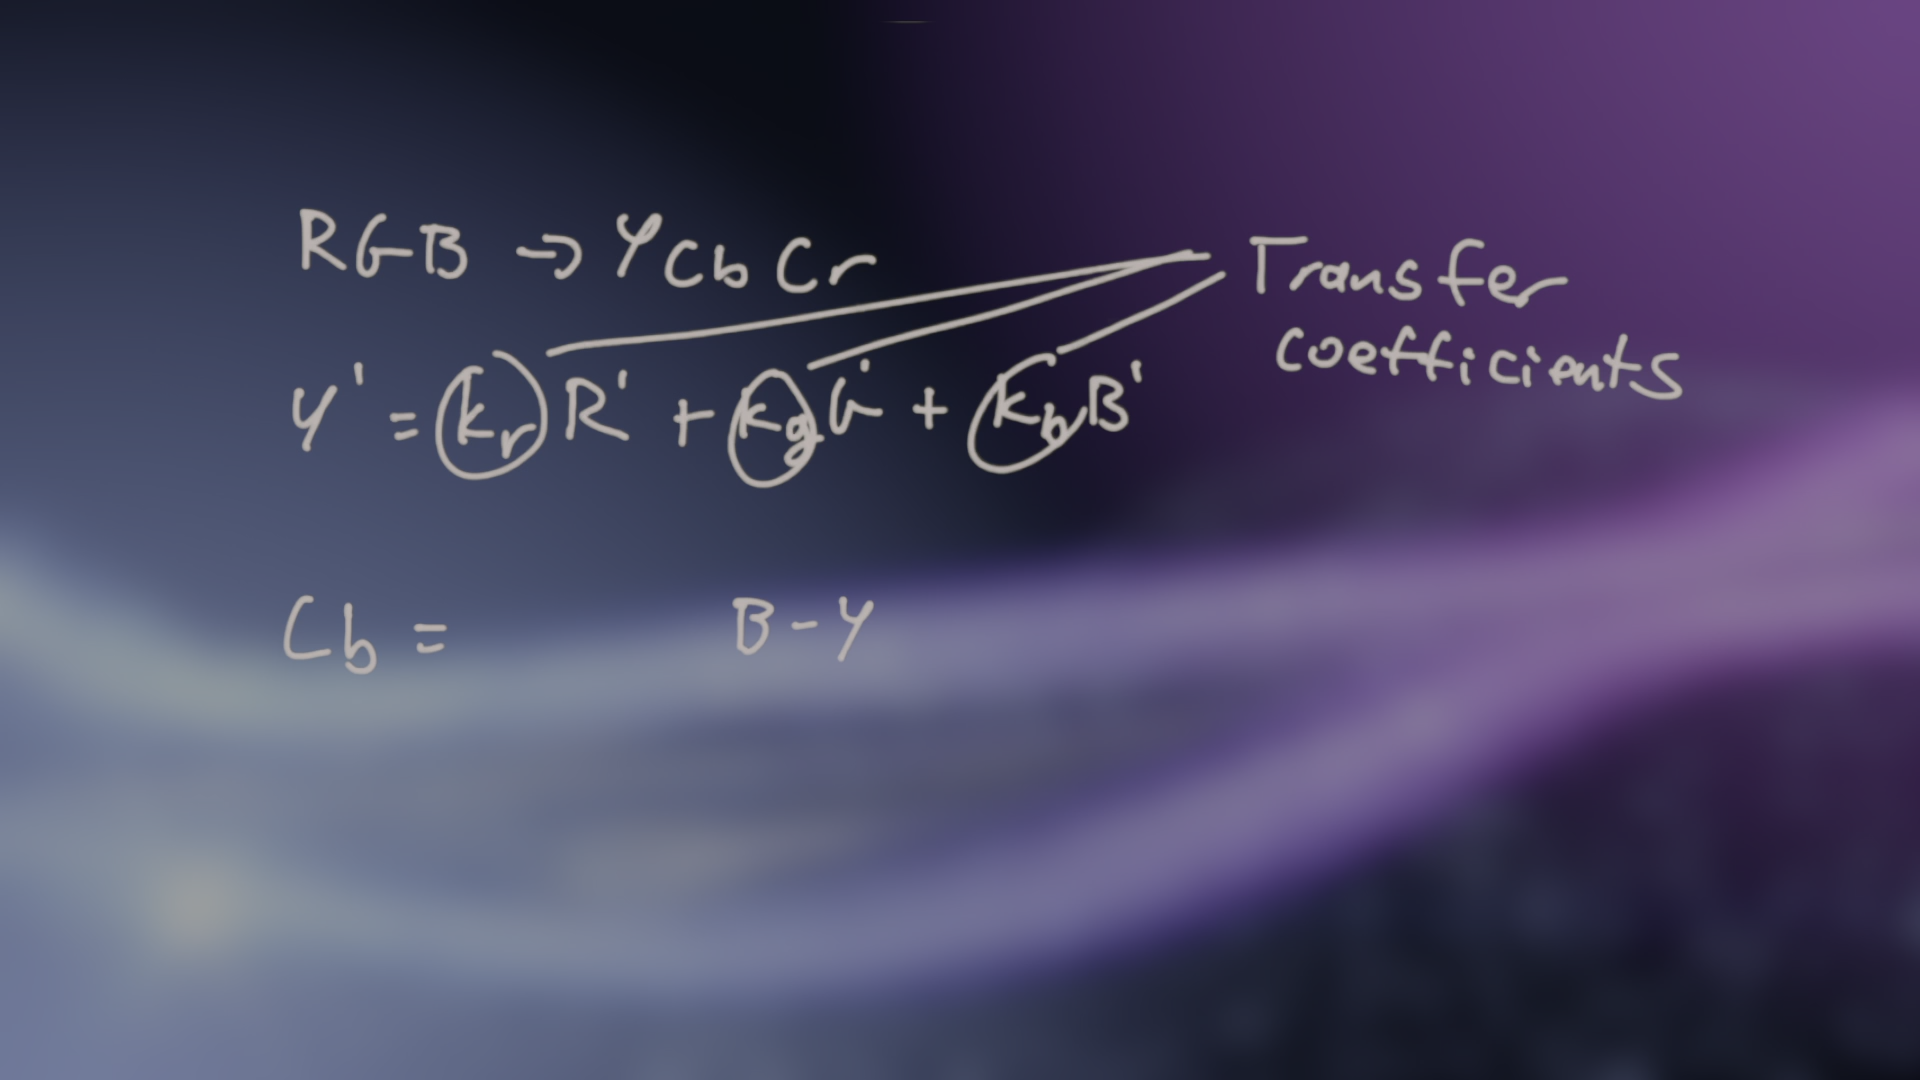 RGB → YCbCr
Transfer
coefficients
Y' = kr R' + kg G' + kb B'
Cb = B - Y